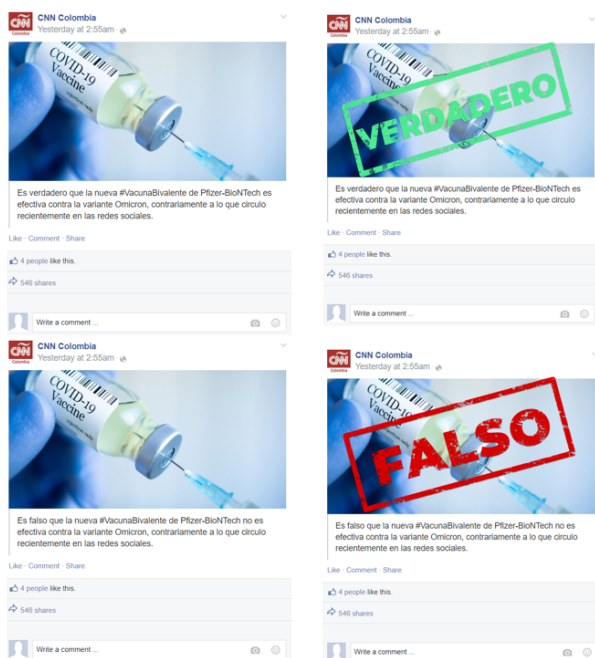 CNN
Colombia
CNN Colombia
Yesterday at 2:55am
COVID-19
Vaccine
Es verdadero que la nueva #VacunaBivalente de Pfizer-BioNTech es
efectiva contra la variante Omicron, contrariamente a lo que circulo
recientemente en las redes sociales.
Like · Comment · Share
4 people like this.
546 shares
Write a comment ...
CNN
Colombia
CNN Colombia
Yesterday at 2:55am
COVID-19
Vaccine
VERDADERO
Es verdadero que la nueva #VacunaBivalente de Pfizer-BioNTech es
efectiva contra la variante Omicron, contrariamente a lo que circulo
recientemente en las redes sociales.
Like · Comment · Share
4 people like this.
546 shares
Write a comment ...
CNN
Colombia
CNN Colombia
Yesterday at 2:55am
COVID-19
Vaccine
Es falso que la nueva #VacunaBivalente de Pfizer-BioNTech no es
efectiva contra la variante Omicron, contrariamente a lo que circulo
recientemente en las redes sociales.
Like · Comment · Share
4 people like this.
546 shares
Write a comment ...
CNN
Colombia
CNN Colombia
Yesterday at 2:55am
COVID-19
Vaccine
FALSO
Es falso que la nueva #VacunaBivalente de Pfizer-BioNTech no es
efectiva contra la variante Omicron, contrariamente a lo que circulo
recientemente en las redes sociales.
Like · Comment · Share
4 people like this.
546 shares
Write a comment ...